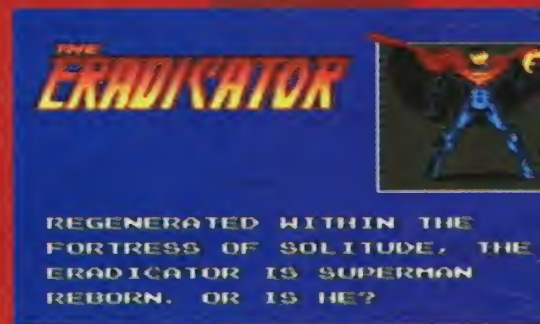 THE
ERADICATOR
REGENERATED WITHIN THE
FORTRESS OF SOLITUDE, THE
ERADICATOR IS SUPERMAN
REBORN. OR IS HE?